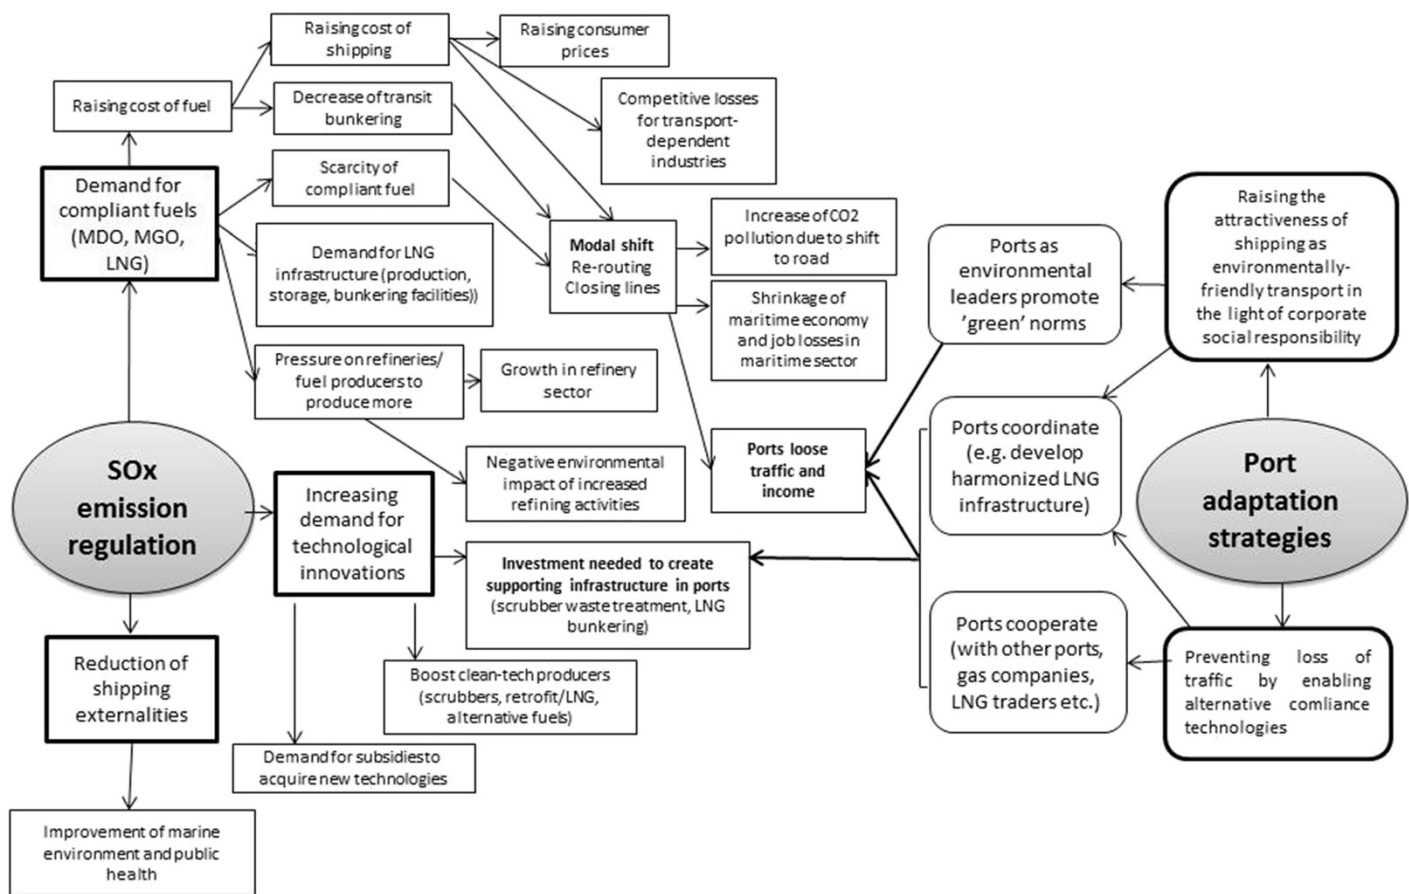 Raising cost of
shipping
Raising consumer
prices
Raising cost of fuel
Decrease of transit
bunkering
Competitive losses
for transport-
dependent
industries
Demand for
compliant fuels
(MDO, MGO,
LNG)
Scarcity of
compliant fuel
Demand for LNG
infrastructure (production,
storage, bunkering facilities))
Modal shift
Re-routing
Closing lines
Increase of CO2
pollution due to shift
to road
Shrinkage of
maritime economy
and job losses in
maritime sector
Pressure on refineries/
fuel producers to
produce more
Growth in refinery
sector
Negative environmental
impact of increased
refining activities
Ports loose
traffic and
income
SOx
emission
regulation
Increasing
demand for
technological
innovations
Investment needed to create
supporting infrastructure in ports
(scrubber waste treatment, LNG
bunkering)
Reduction of
shipping
externalities
Boost clean-tech producers
(scrubbers, retrofit/LNG,
alternative fuels)
Demand for subsidies to
acquire new technologies
Improvement of marine
environment and public
health
Ports as
environmental
leaders promote
'green' norms
Raising the
attractiveness of
shipping as
environmentally-
friendly transport in
the light of corporate
social responsibility
Ports coordinate
(e.g. develop
harmonized LNG
infrastructure)
Port
adaptation
strategies
Ports cooperate
(with other ports,
gas companies,
LNG traders etc.)
Preventing loss of
traffic by enabling
alternative comliance
technologies